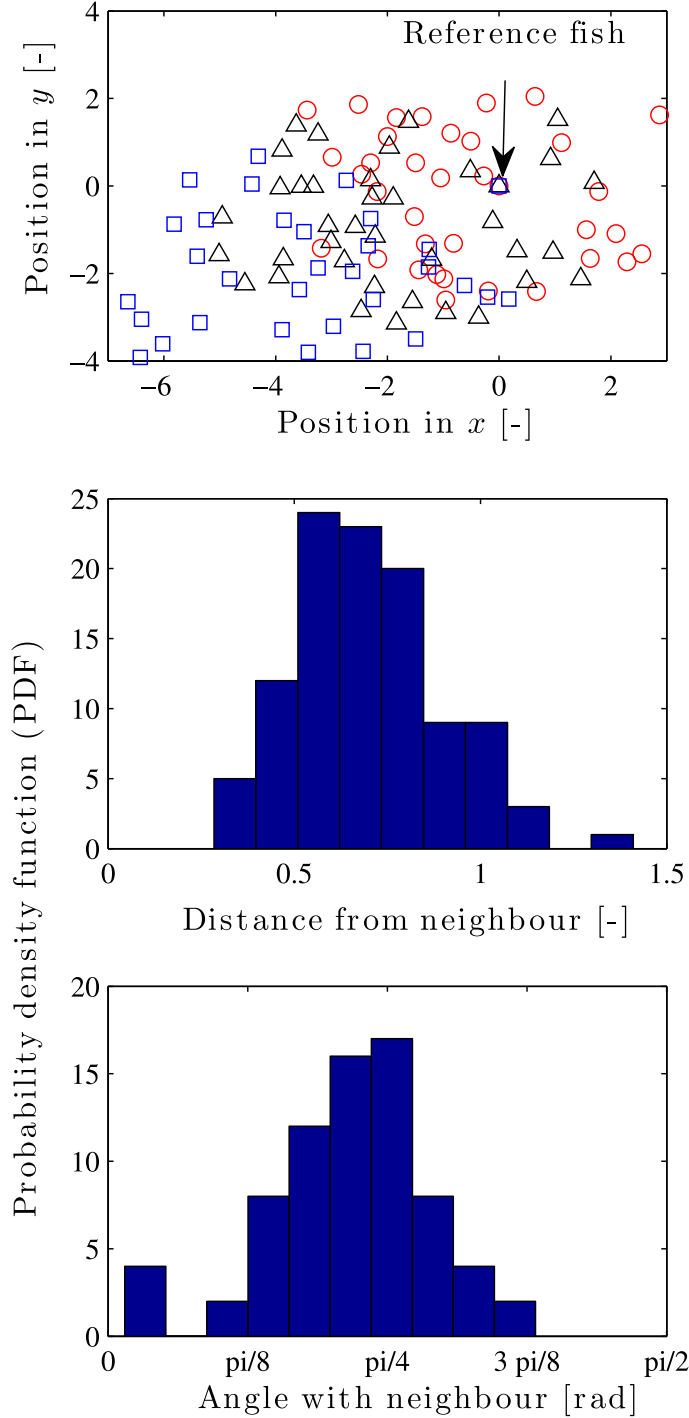 Reference fish
4
2
0
−2
−4
Position in y [-]
−6 −4 −2 0 2
Position in x [-]
25
20
15
10
5
0
0 0.5 1 1.5
Distance from neighbour [-]
Probability density function (PDF)
20
15
10
5
0
0 pi/8 pi/4 3 pi/8 pi/2
Angle with neighbour [rad]